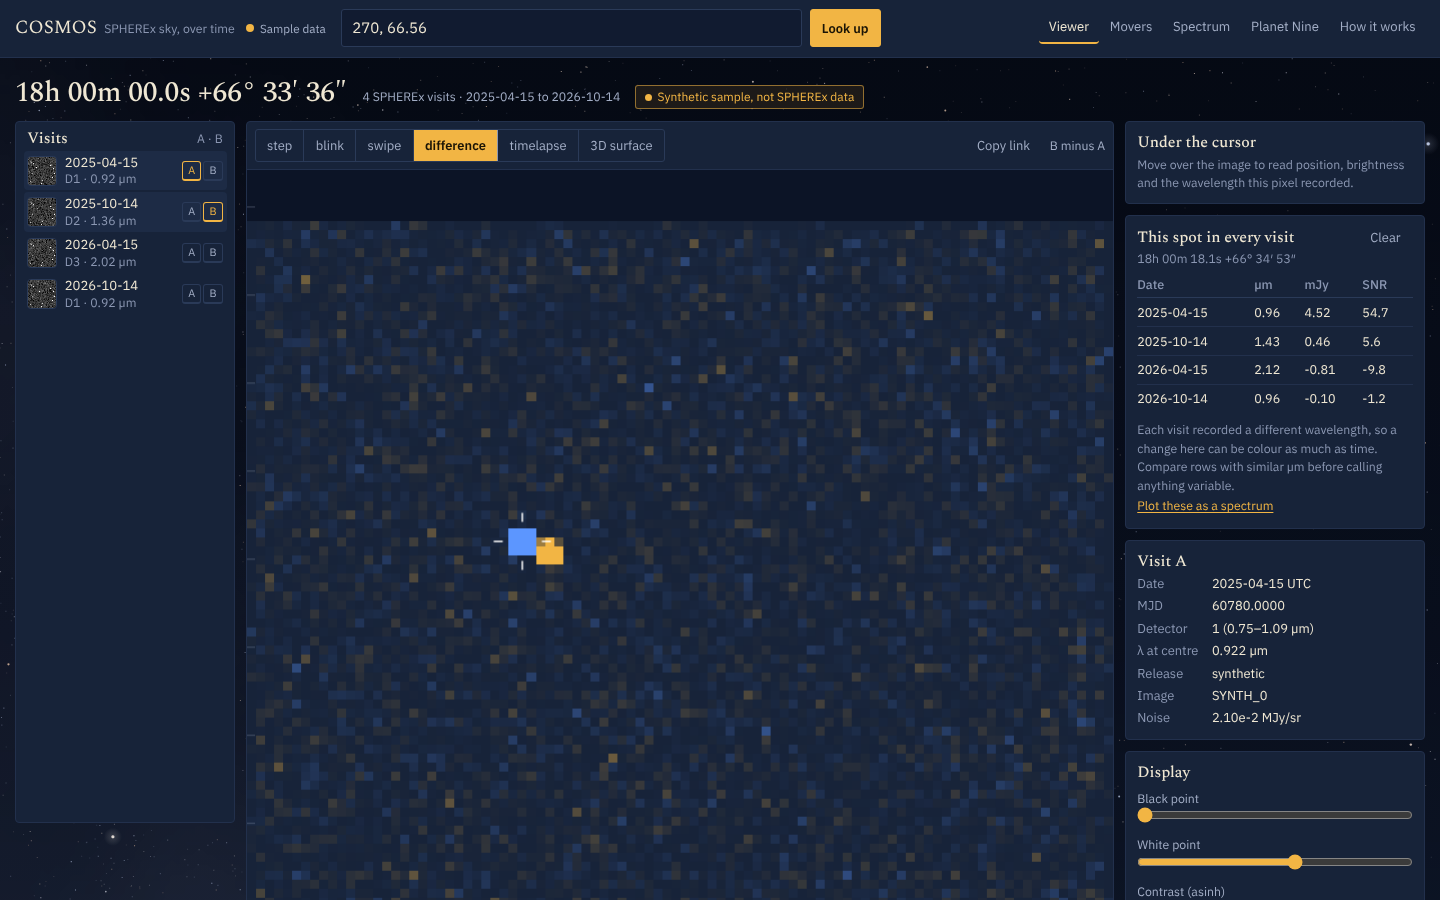 COSMOS SPHEREx sky, over time Sample data 270, 66.56 Look up Viewer Movers Spectrum Planet Nine How it works
18h 00m 00.0s +66° 33′ 36″ 4 SPHEREx visits · 2025-04-15 to 2026-10-14 Synthetic sample, not SPHEREx data
Visits A · B
2025-04-15
D1 · 0.92 µm A B
2025-10-14
D2 · 1.36 µm A B
2026-04-15
D3 · 2.02 µm A B
2026-10-14
D1 · 0.92 µm A B
step blink swipe difference timelapse 3D surface Copy link B minus A
Under the cursor
Move over the image to read position, brightness
and the wavelength this pixel recorded.
This spot in every visit Clear
18h 00m 18.1s +66° 34′ 53″
Date µm mJy SNR
2025-04-15 0.96 4.52 54.7
2025-10-14 1.43 0.46 5.6
2026-04-15 2.12 -0.81 -9.8
2026-10-14 0.96 -0.10 -1.2
Each visit recorded a different wavelength, so a
change here can be colour as much as time.
Compare rows with similar µm before calling
anything variable.
Plot these as a spectrum
Visit A
Date 2025-04-15 UTC
MJD 60780.0000
Detector 1 (0.75–1.09 µm)
λ at centre 0.922 µm
Release synthetic
Image SYNTH_0
Noise 2.10e-2 MJy/sr
Display
Black point
White point
Contrast (asinh)